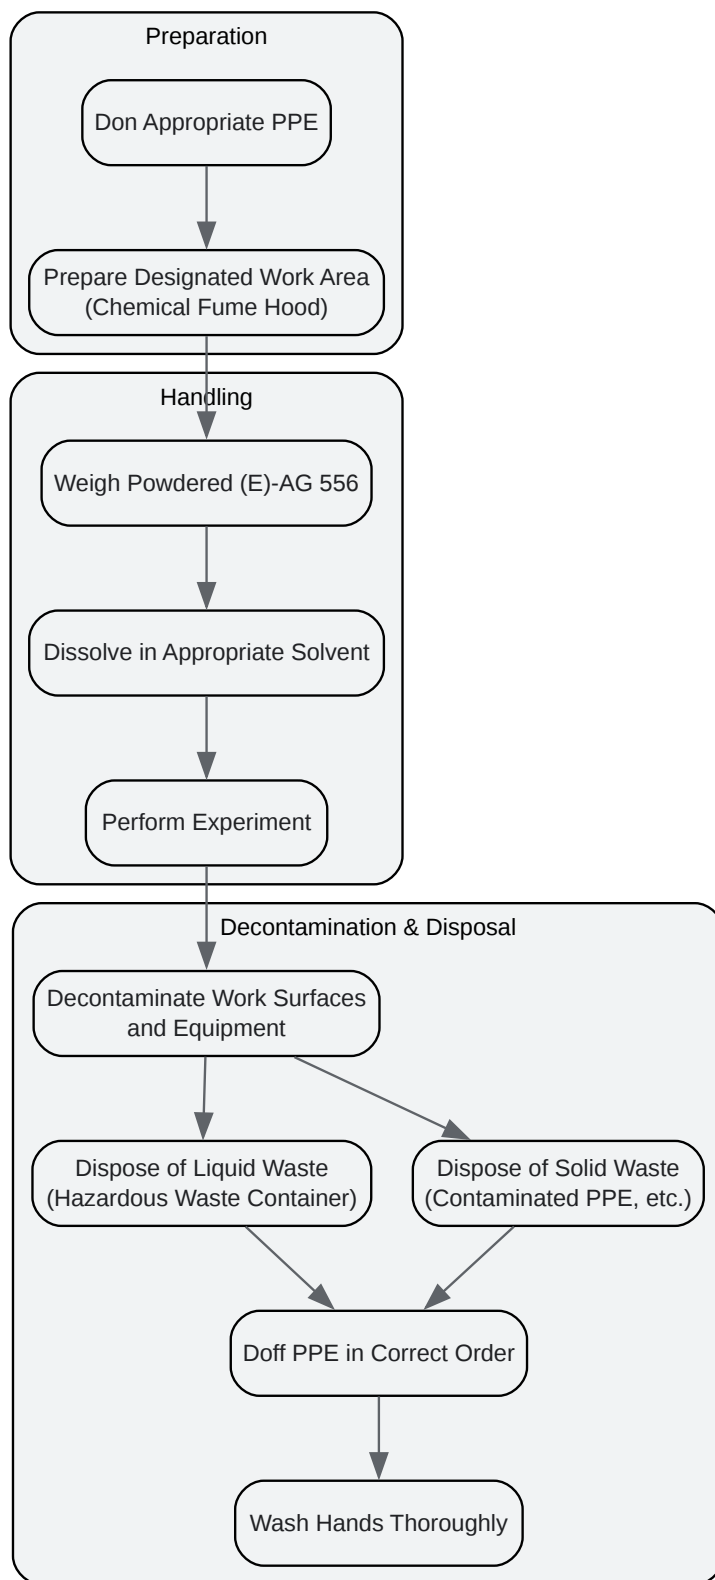 Preparation
Don Appropriate PPE
Prepare Designated Work Area
(Chemical Fume Hood)
Handling
Weigh Powdered (E)-AG 556
Dissolve in Appropriate Solvent
Perform Experiment
Decontamination & Disposal
Decontaminate Work Surfaces
and Equipment
Dispose of Liquid Waste
(Hazardous Waste Container)
Dispose of Solid Waste
(Contaminated PPE, etc.)
Doff PPE in Correct Order
Wash Hands Thoroughly